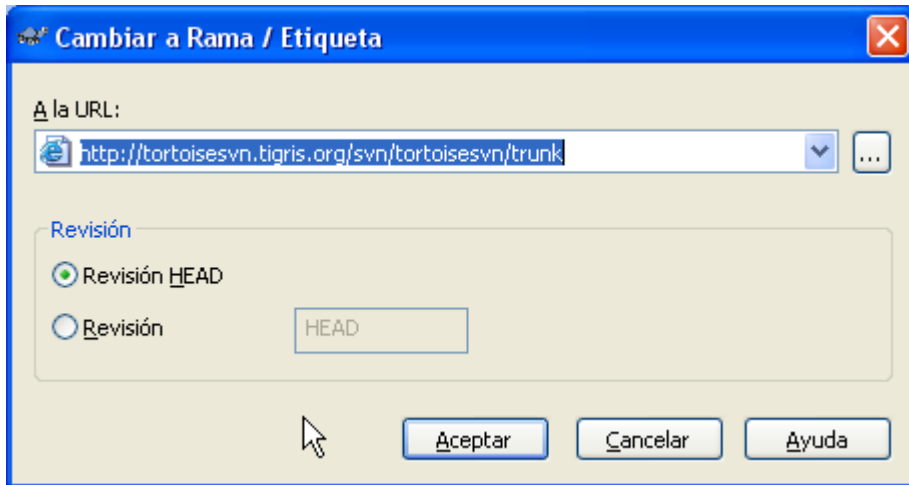 Cambiar a Rama / Etiqueta
A la URL:
http://tortoisesvn.tigris.org/svn/tortoisesvn/trunk
...
Revisión
Revisión HEAD
Revisión HEAD
Aceptar Cancelar Ayuda